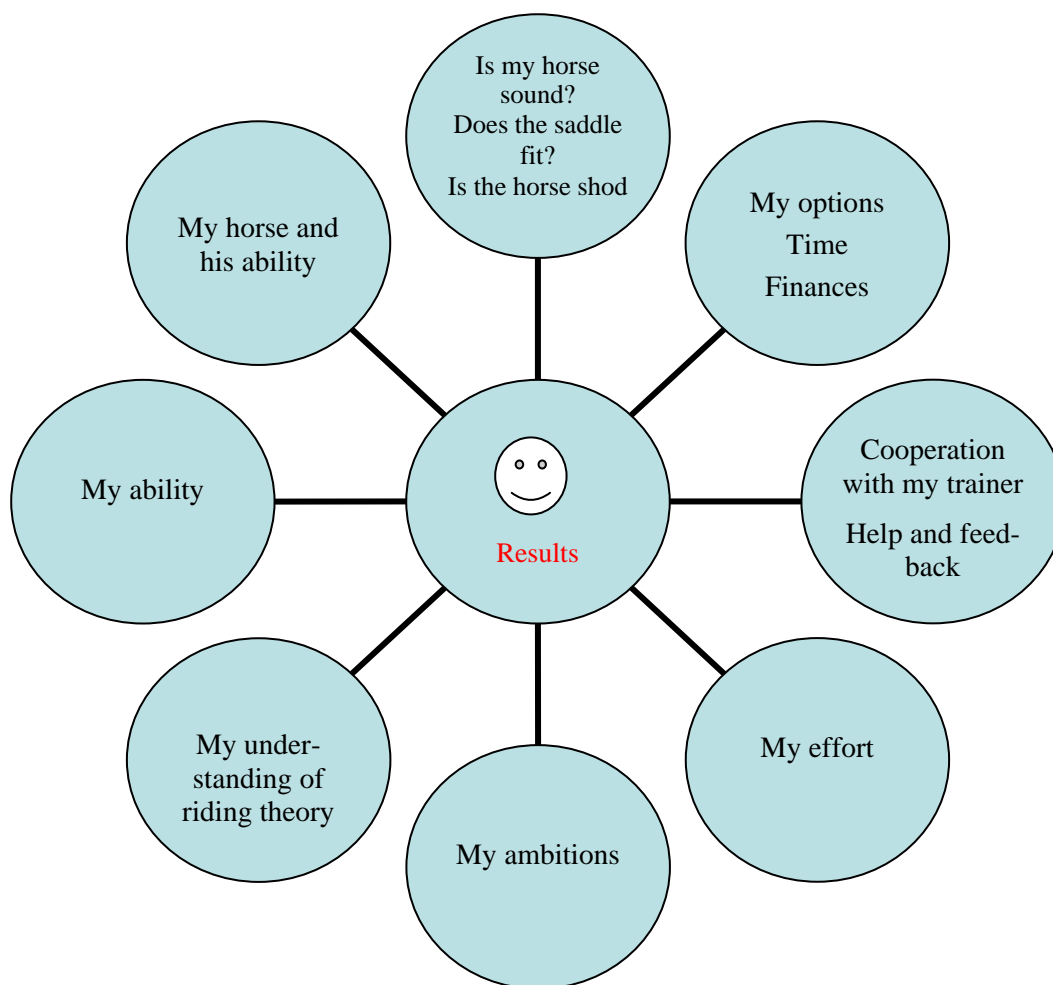 Is my horse
sound?
Does the saddle
fit?
Is the horse shod
My options
Time
Finances
My horse and
his ability
Cooperation
with my trainer
Help and feed-
back
My ability
Results
My under-
standing of
riding theory
My effort
My ambitions